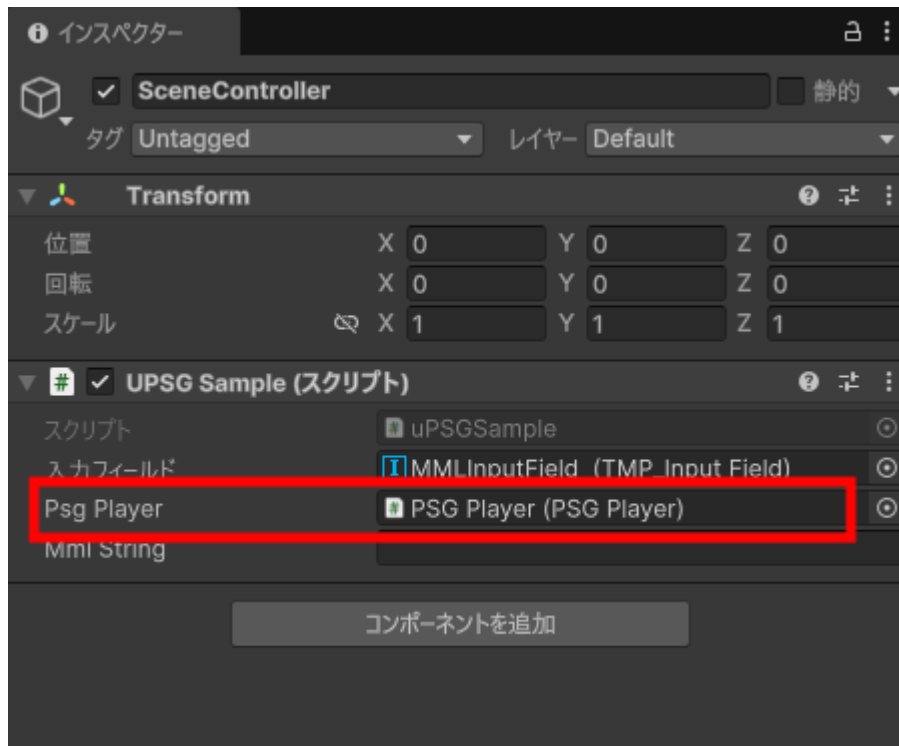 インスペクター
SceneController 静的
タグ Untagged レイヤー Default
Transform
位置 X 0 Y 0 Z 0
回転 X 0 Y 0 Z 0
スケール X 1 Y 1 Z 1
# UPSG Sample (スクリプト)
スクリプト # uPSGSample
入力フィールド MMLInputField (TMP_Input Field)
Psg Player # PSG Player (PSG Player)
Mml String
コンポーネントを追加